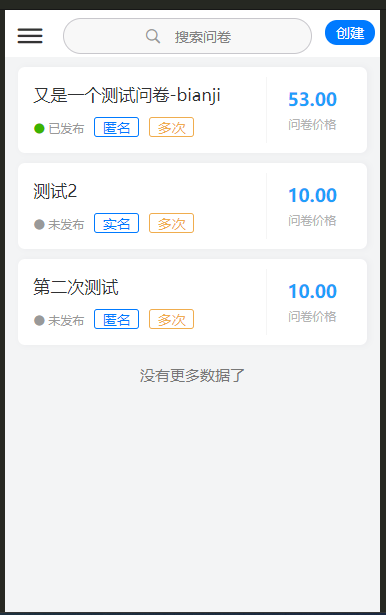 搜索问卷 创建
又是一个测试问卷-bianji 53.00
已发布 匿名 多次 问卷价格
测试2 10.00
未发布 实名 多次 问卷价格
第二次测试 10.00
未发布 匿名 多次 问卷价格
没有更多数据了